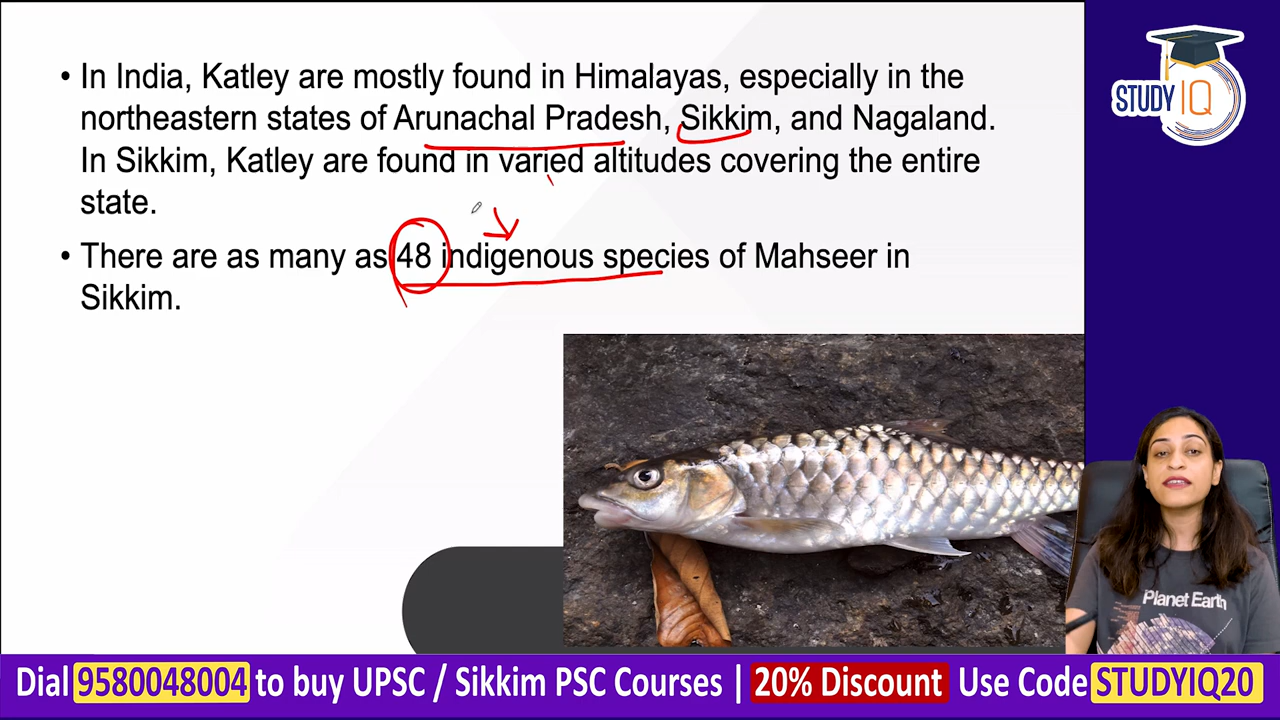 • In India, Katley are mostly found in Himalayas, especially in the
northeastern states of Arunachal Pradesh, Sikkim, and Nagaland.
In Sikkim, Katley are found in varied altitudes covering the entire
state.
• There are as many as 48 indigenous species of Mahseer in
Sikkim.
STUDY IQ
Planet Earth
Dial 9580048004 to buy UPSC / Sikkim PSC Courses | 20% Discount Use Code STUDYIQ20